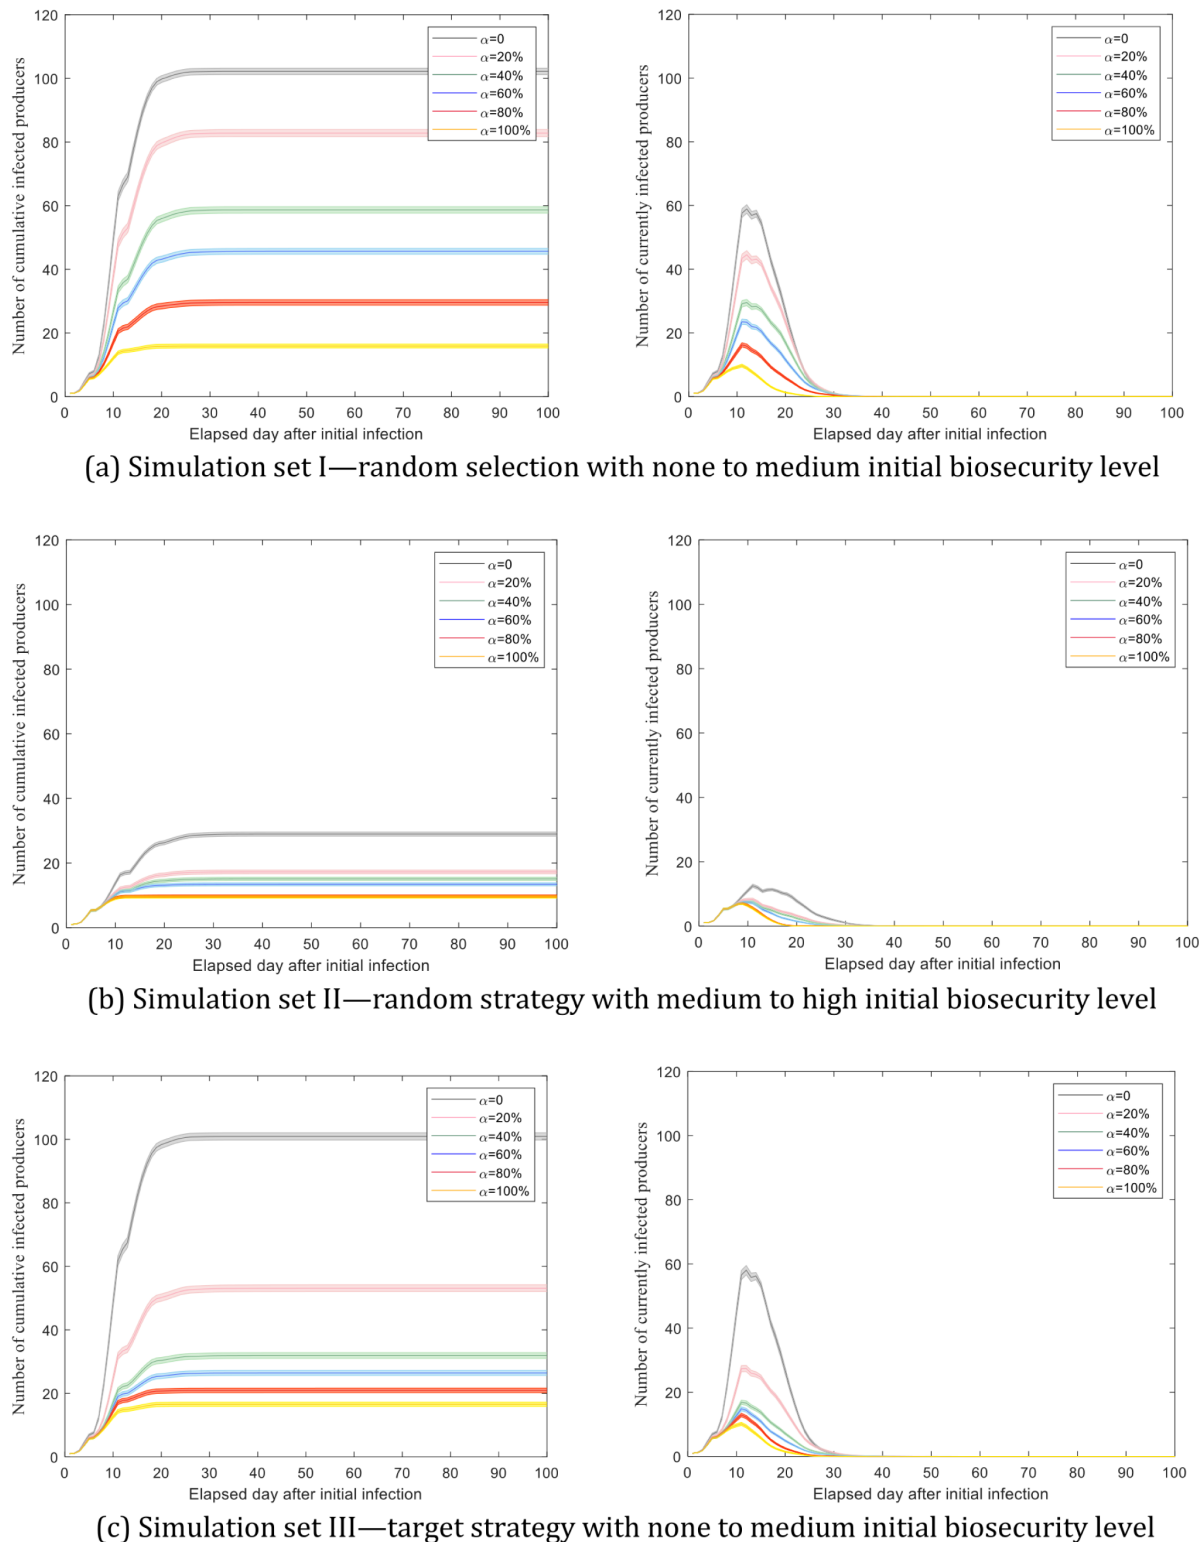 Number of cumulative infected producers
120
100
80
60
40
20
0
0 10 20 30 40 50 60 70 80 90 100
Elapsed day after initial infection
α=0
α=20%
α=40%
α=60%
α=80%
α=100%
Number of currently infected producers
120
100
80
60
40
20
0
0 10 20 30 40 50 60 70 80 90 100
Elapsed day after initial infection
α=0
α=20%
α=40%
α=60%
α=80%
α=100%
(a) Simulation set I—random selection with none to medium initial biosecurity level
Number of cumulative infected producers
120
100
80
60
40
20
0
0 10 20 30 40 50 60 70 80 90 100
Elapsed day after initial infection
α=0
α=20%
α=40%
α=60%
α=80%
α=100%
Number of currently infected producers
120
100
80
60
40
20
0
0 10 20 30 40 50 60 70 80 90 100
Elapsed day after initial infection
α=0
α=20%
α=40%
α=60%
α=80%
α=100%
(b) Simulation set II—random strategy with medium to high initial biosecurity level
Number of cumulative infected producers
120
100
80
60
40
20
0
0 10 20 30 40 50 60 70 80 90 100
Elapsed day after initial infection
α=0
α=20%
α=40%
α=60%
α=80%
α=100%
Number of currently infected producers
120
100
80
60
40
20
0
0 10 20 30 40 50 60 70 80 90 100
Elapsed day after initial infection
α=0
α=20%
α=40%
α=60%
α=80%
α=100%
(c) Simulation set III—target strategy with none to medium initial biosecurity level